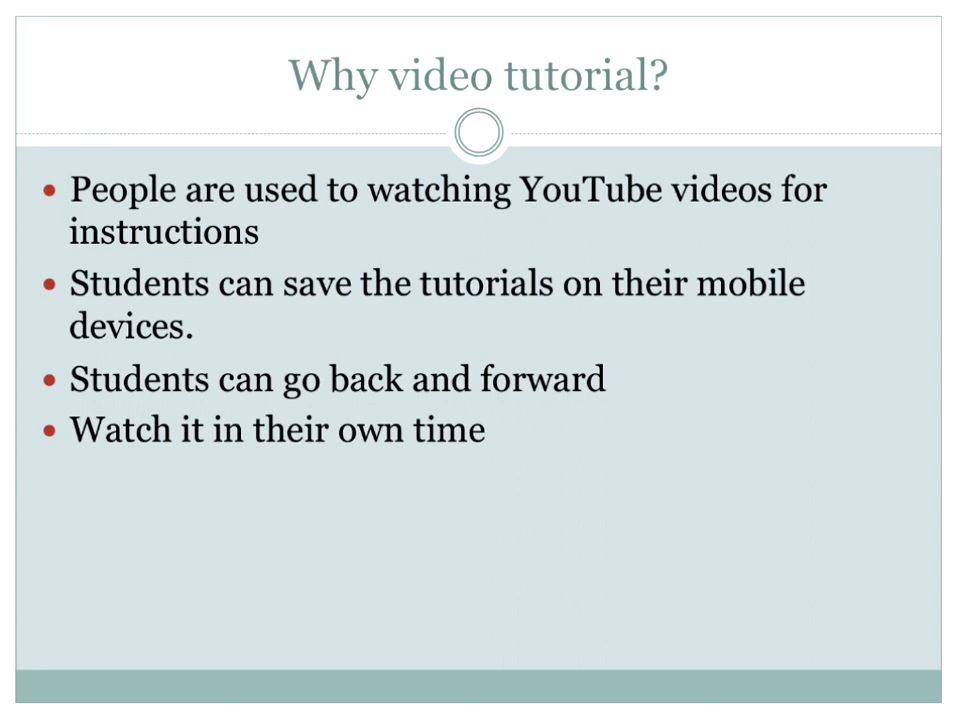 Why video tutorial?
People are used to watching YouTube videos for
instructions
Students can save the tutorials on their mobile
devices.
Students can go back and forward
Watch it in their own time